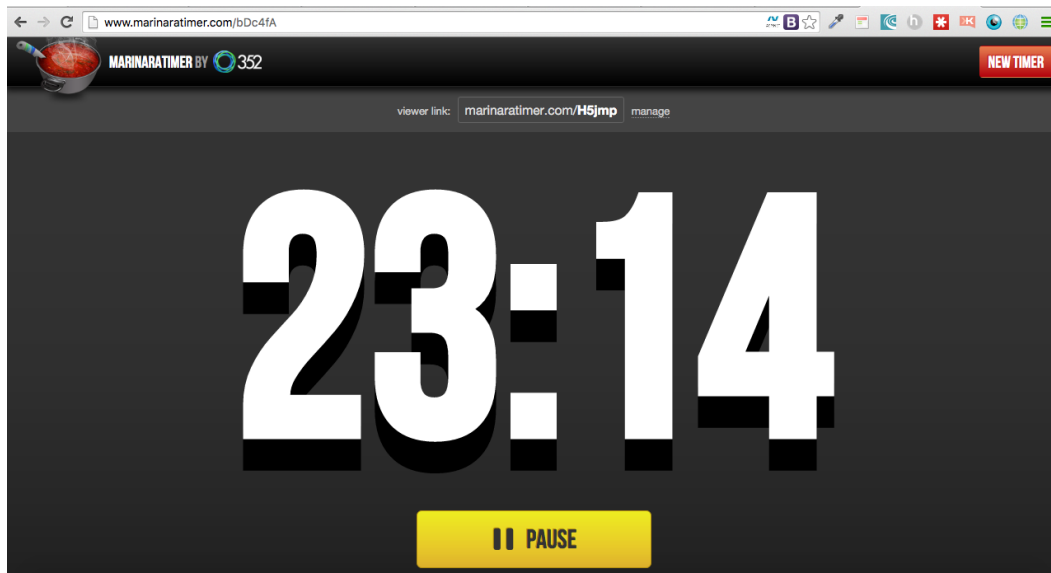 www.marinaratimer.com/bDc4fA
MARINARATIMER BY 352
NEW TIMER
viewer link: marinaratimer.com/H5jmp manage
23:14
PAUSE